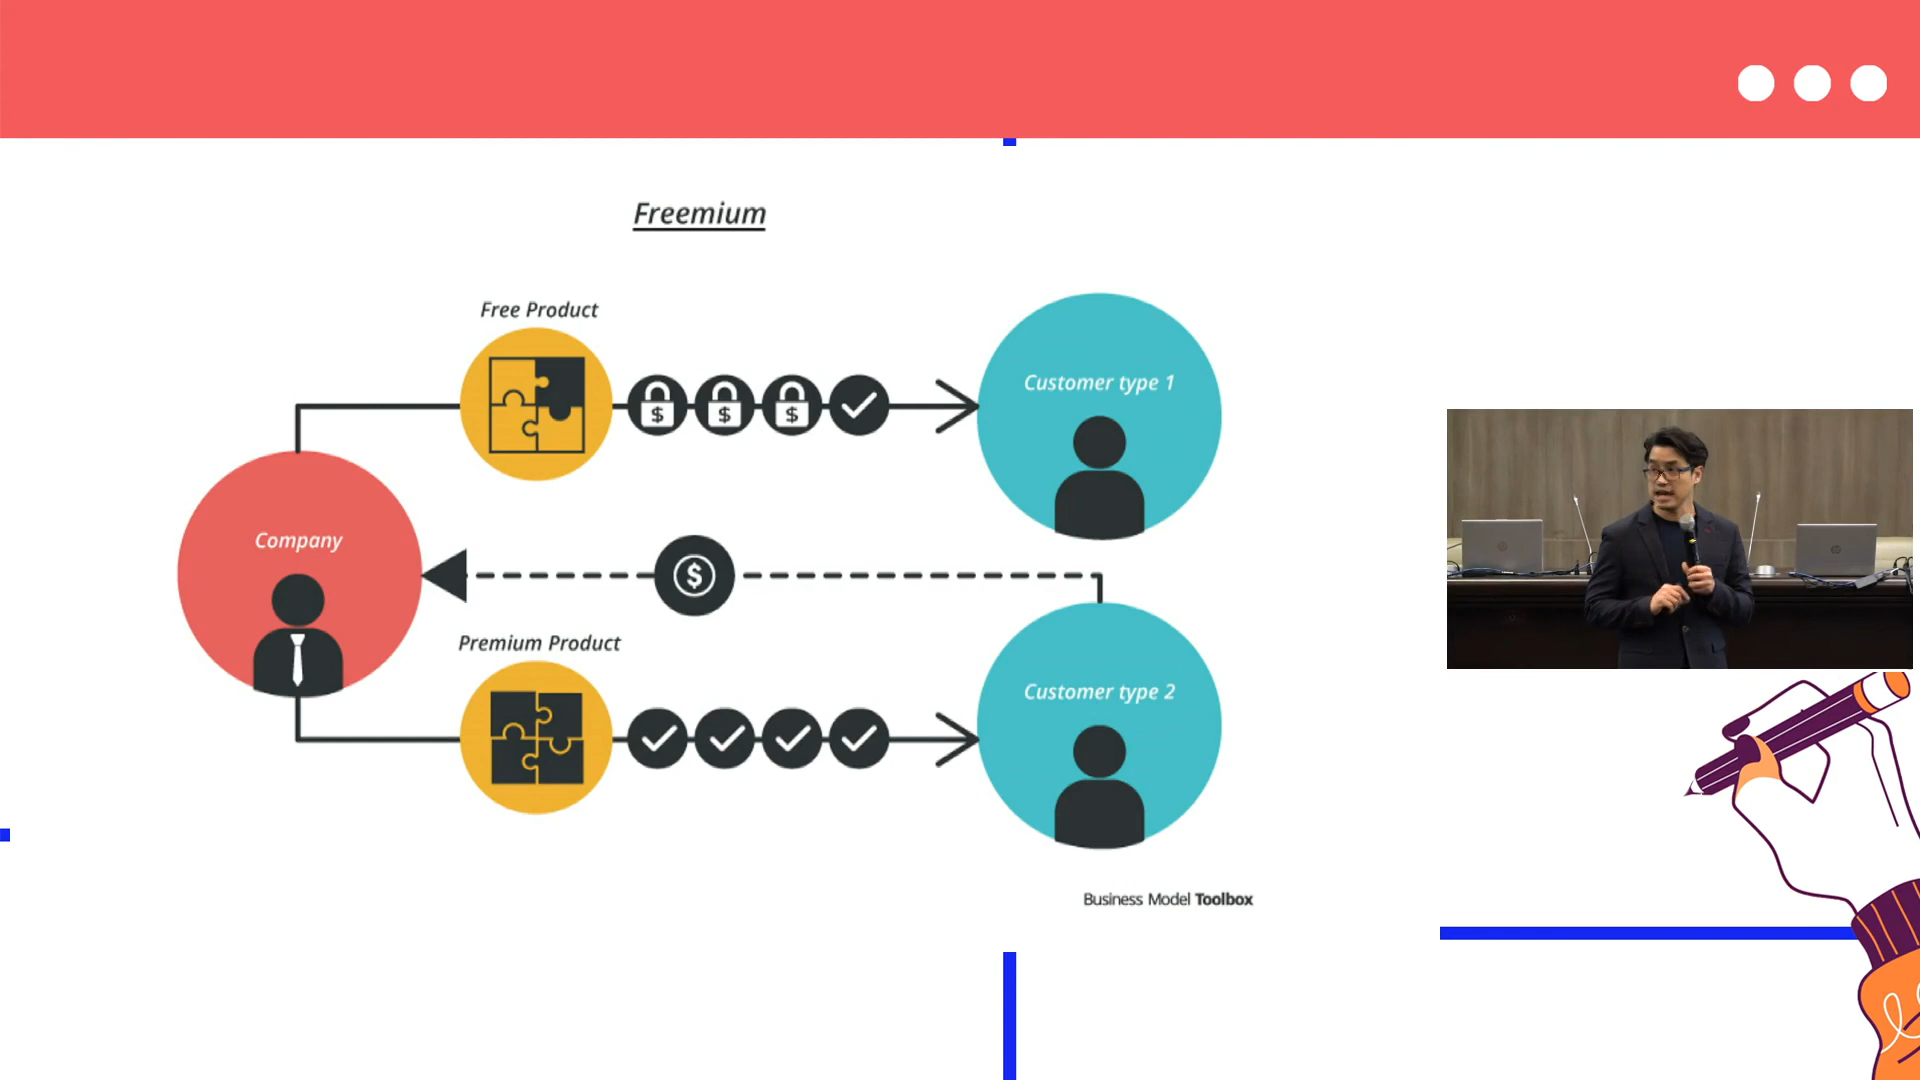 Freemium
Free Product
Customer type 1
$ $ $
Company
$
Premium Product
Customer type 2
Business Model Toolbox